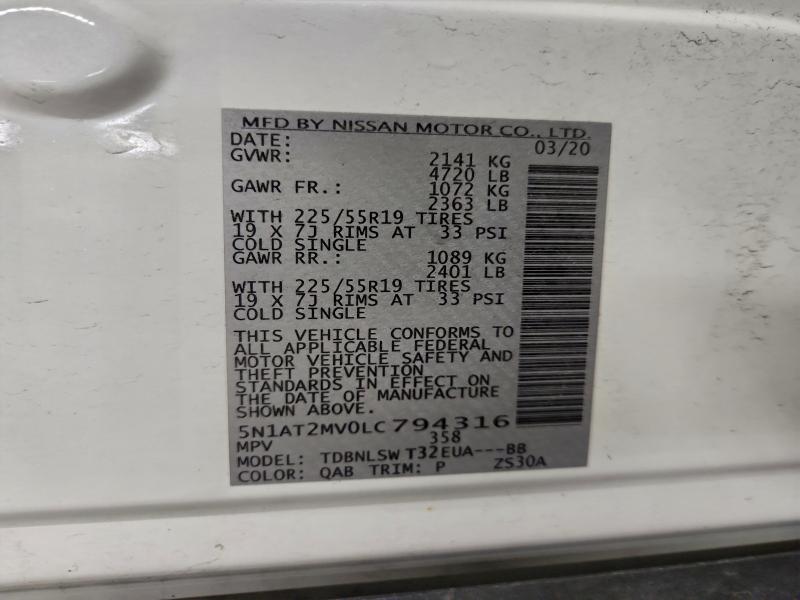 MFD BY NISSAN MOTOR CO., LTD.
DATE: 03/20
GVWR: 2141 KG
4720 LB
GAWR FR.: 1072 KG
2363 LB
WITH 225/55R19 TIRES
19 X 7J RIMS AT 33 PSI
COLD SINGLE
GAWR RR.: 1089 KG
2401 LB
WITH 225/55R19 TIRES
19 X 7J RIMS AT 33 PSI
COLD SINGLE
THIS VEHICLE CONFORMS TO
ALL APPLICABLE FEDERAL
MOTOR VEHICLE SAFETY AND
THEFT PREVENTION
STANDARDS IN EFFECT ON
THE DATE OF MANUFACTURE
SHOWN ABOVE.
5N1AT2MV0LC794316
MPV 358
MODEL: TDBNLSW T32EUA---BB
COLOR: QAB TRIM: P ZS30A